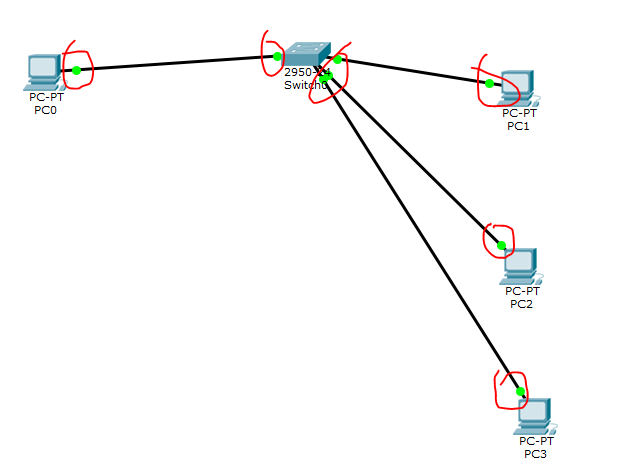 PC-PT
PC0
2950-24
Switch0
PC-PT
PC1
PC-PT
PC2
PC-PT
PC3